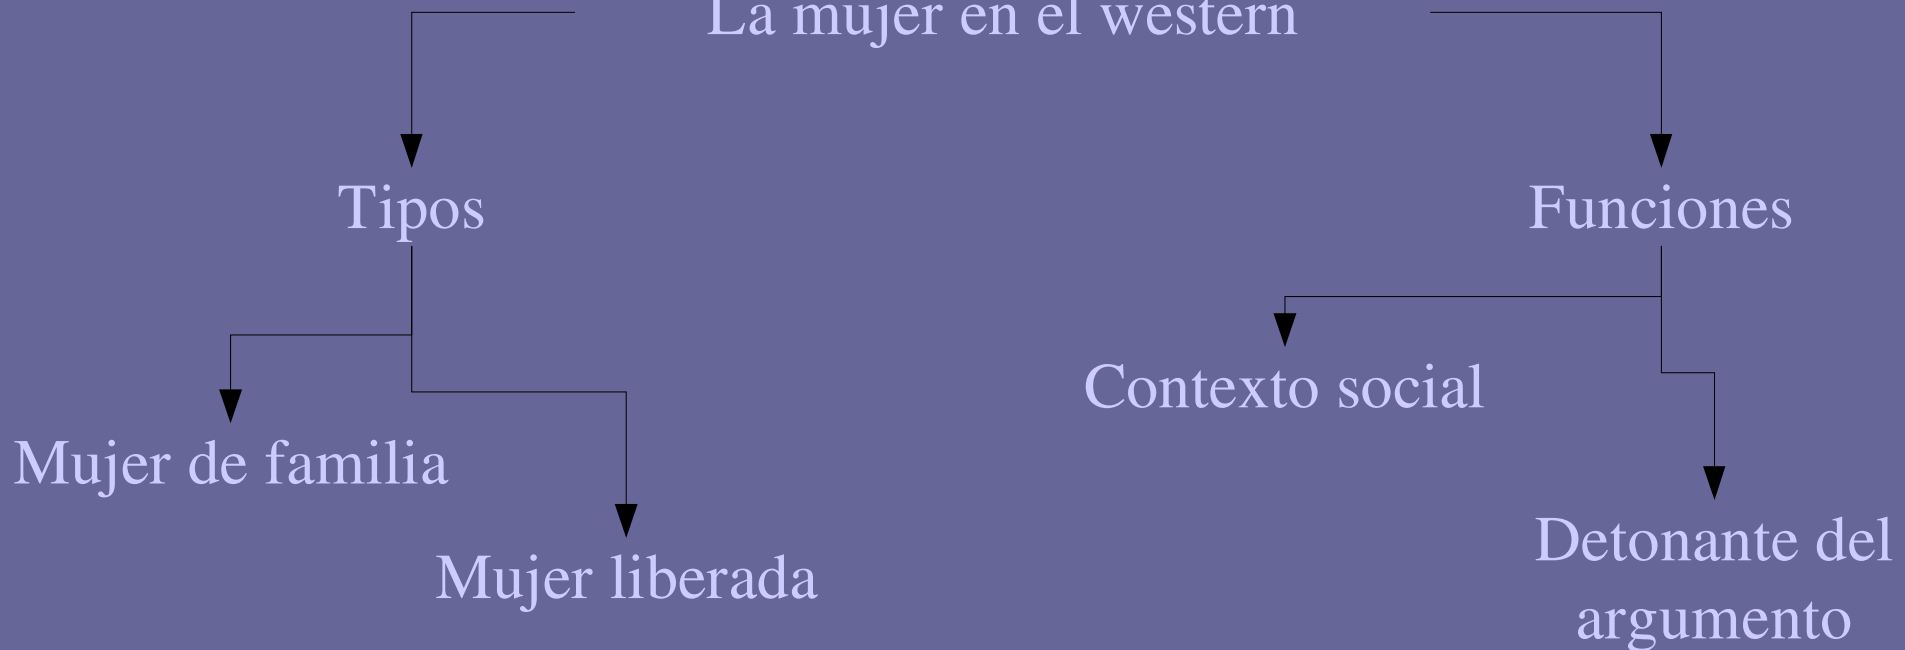 La mujer en el western
Tipos
Funciones
Contexto social
Mujer de familia
Mujer liberada
Detonante del
argumento